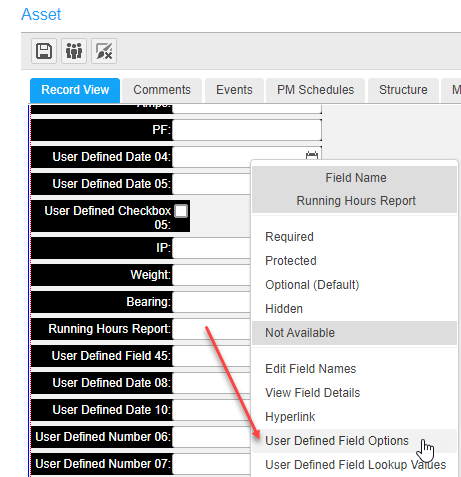 Asset
Record View Comments Events PM Schedules Structure M
Amps:
PF:
User Defined Date 04:
User Defined Date 05:
User Defined Checkbox
05:
IP:
Weight:
Bearing:
Running Hours Report:
User Defined Field 45:
User Defined Date 08:
User Defined Date 10:
User Defined Number 06:
User Defined Number 07:
Field Name
Running Hours Report
Required
Protected
Optional (Default)
Hidden
Not Available
Edit Field Names
View Field Details
Hyperlink
User Defined Field Options
User Defined Field Lookup Values